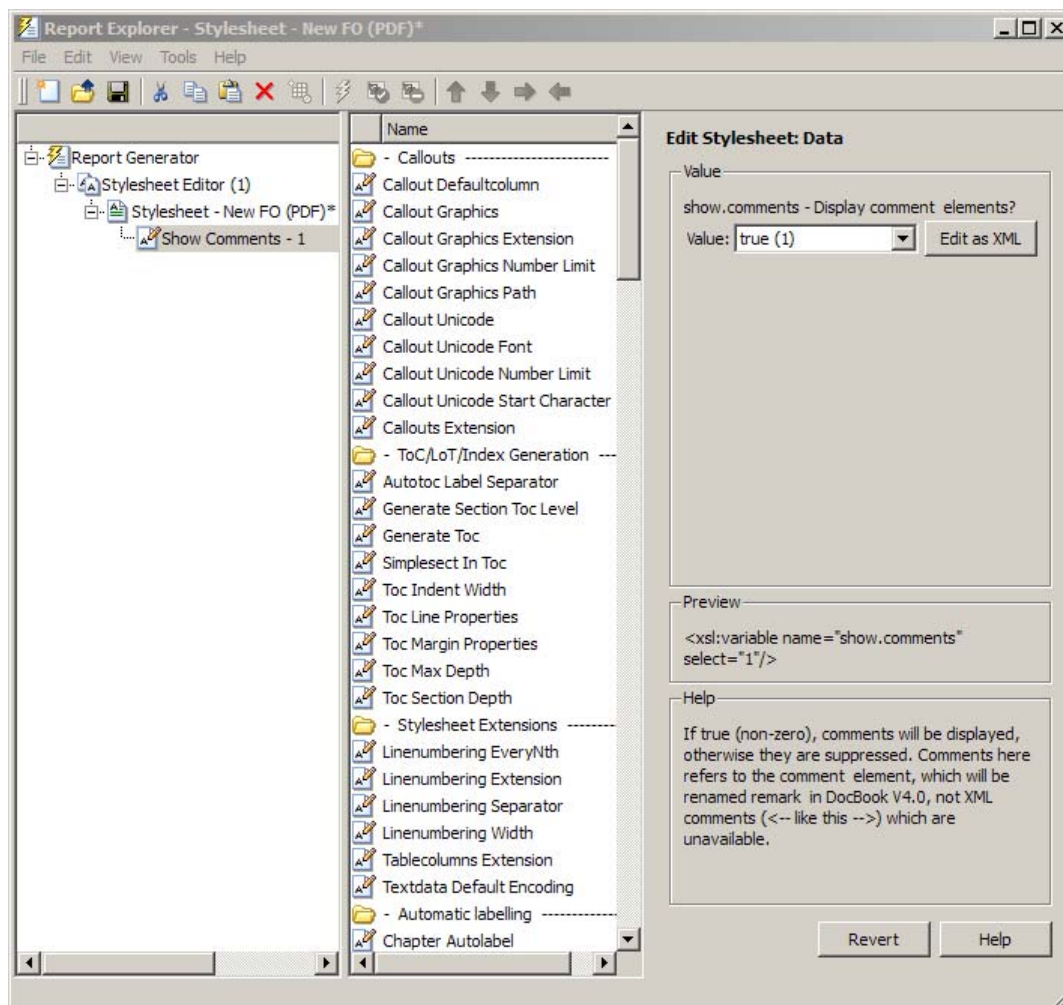 Report Explorer - Stylesheet - New FO (PDF)*
File Edit View Tools Help
Report Generator
Stylesheet Editor (1)
Stylesheet - New FO (PDF)*
Show Comments - 1
Name
- Callouts ------------------------
Callout Defaultcolumn
Callout Graphics
Callout Graphics Extension
Callout Graphics Number Limit
Callout Graphics Path
Callout Unicode
Callout Unicode Font
Callout Unicode Number Limit
Callout Unicode Start Character
Callouts Extension
- ToC/LoT/Index Generation ---
Autotoc Label Separator
Generate Section Toc Level
Generate Toc
Simplesect In Toc
Toc Indent Width
Toc Line Properties
Toc Margin Properties
Toc Max Depth
Toc Section Depth
- Stylesheet Extensions --------
Linenumbering EveryNth
Linenumbering Extension
Linenumbering Separator
Linenumbering Width
Tablecolumns Extension
Textdata Default Encoding
- Automatic labelling ------------
Chapter Autolabel
Edit Stylesheet: Data
Value
show.comments - Display comment elements?
Value: true (1) Edit as XML
Preview
<xsl:variable name="show.comments"
select="1"/>
Help
If true (non-zero), comments will be displayed,
otherwise they are suppressed. Comments here
refers to the comment element, which will be
renamed remark in DocBook V4.0, not XML
comments (<-- like this -->) which are
unavailable.
Revert Help